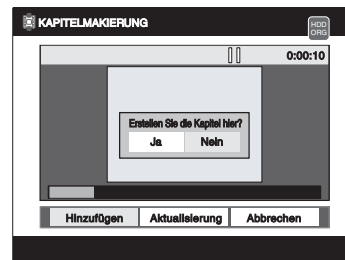 KAPITELMAKIERUNG
HDD
ORG
0:00:10
Erstellen Sie die Kapitel hier?
Ja Nein
Hinzufügen Aktualisierung Abbrechen